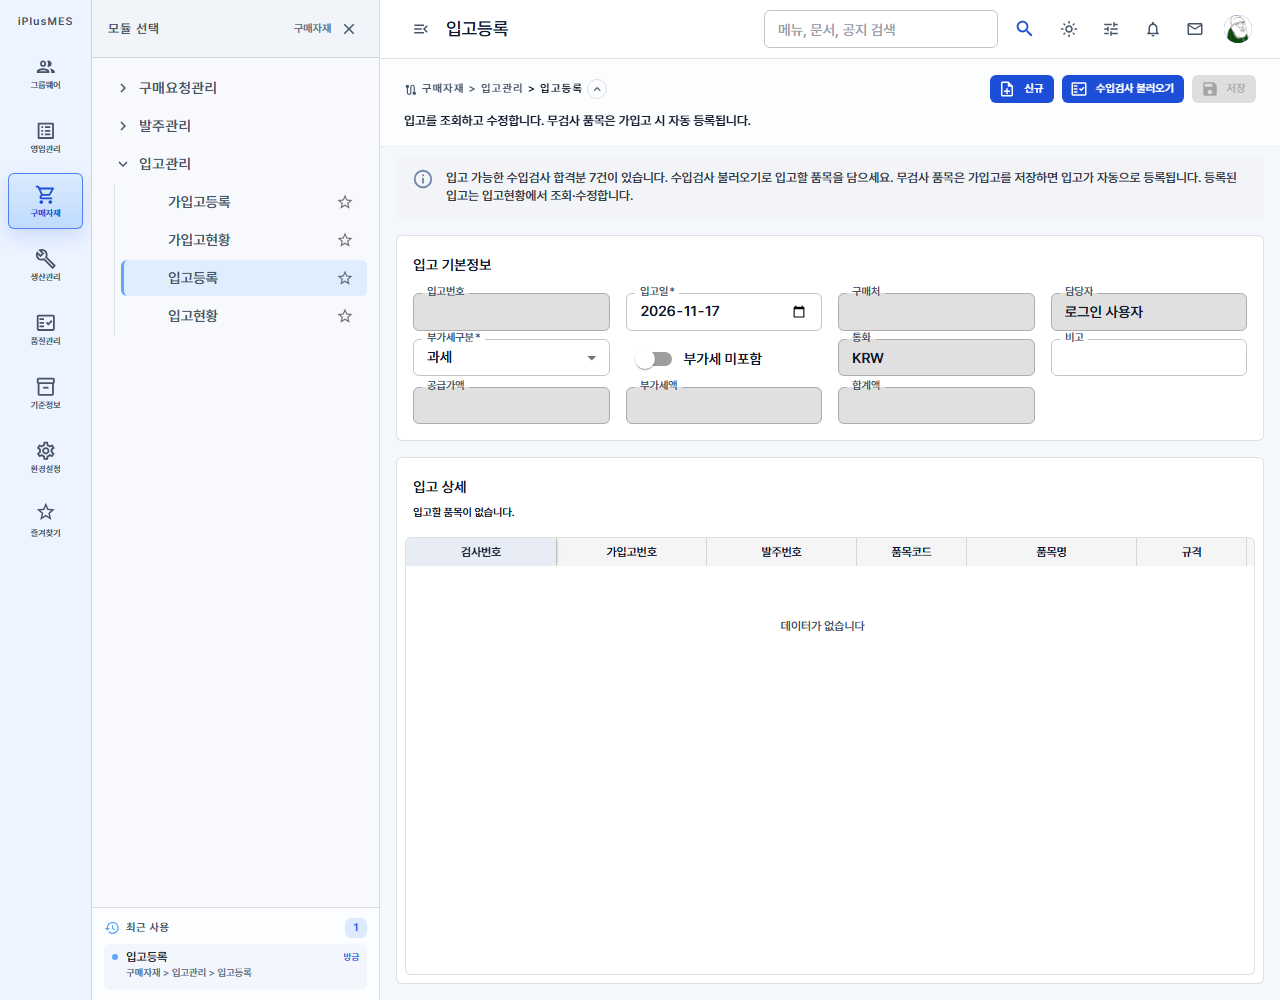 iPlusMES
그룹웨어
영업관리
구매자재
생산관리
품질관리
기준정보
환경설정
즐겨찾기
모듈 선택
구매자재
구매요청관리
발주관리
입고관리
가입고등록
가입고현황
입고등록
입고현황
최근 사용
1
입고등록
방금
구매자재 > 입고관리 > 입고등록
입고등록
메뉴, 문서, 공지 검색
구매자재 > 입고관리 > 입고등록
신규
수입검사 불러오기
저장
입고를 조회하고 수정합니다. 무검사 품목은 가입고 시 자동 등록됩니다.
입고 가능한 수입검사 합격분 7건이 있습니다. 수입검사 불러오기로 입고할 품목을 담으세요. 무검사 품목은 가입고를 저장하면 입고가 자동으로 등록됩니다. 등록된
입고는 입고현황에서 조회·수정합니다.
입고 기본정보
입고번호
입고일*
2026-11-17
구매처
담당자
로그인 사용자
부가세구분*
과세
부가세 미포함
통화
KRW
비고
공급가액
부가세액
합계액
입고 상세
입고할 품목이 없습니다.
검사번호
가입고번호
발주번호
품목코드
품목명
규격
데이터가 없습니다